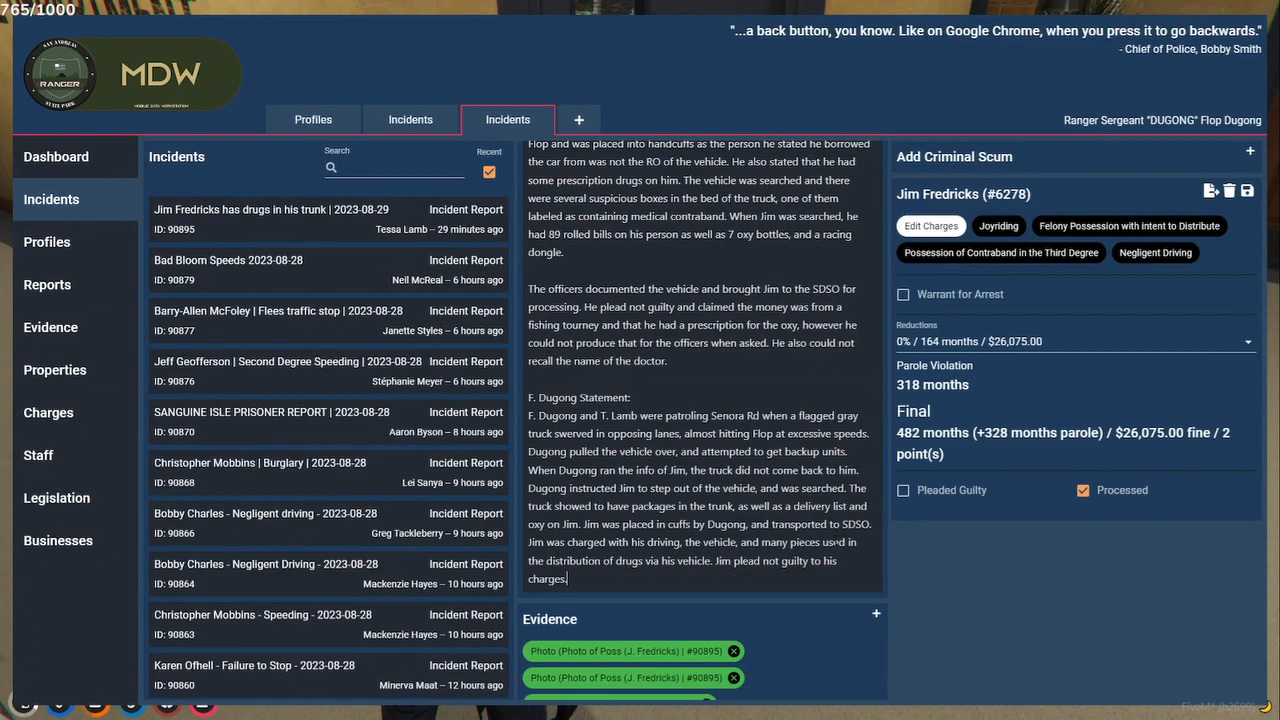 765/1000
"...a back button, you know. Like on Google Chrome, when you press it to go backwards."
- Chief of Police, Bobby Smith
SAN ANDREAS
RANGER
STATE PARK
MDW
MOBILE DATA WORKSTATION
Profiles
Incidents
Incidents
+
Ranger Sergeant "DUGONG" Flop Dugong
Dashboard
Incidents
Profiles
Reports
Evidence
Properties
Charges
Staff
Legislation
Businesses
Incidents
Search
Recent
Jim Fredricks has drugs in his trunk | 2023-08-29 Incident Report
ID: 90895 Tessa Lamb – 29 minutes ago
Bad Bloom Speeds 2023-08-28 Incident Report
ID: 90879 Neil McReal – 6 hours ago
Barry-Allen McFoley | Flees traffic stop | 2023-08-28 Incident Report
ID: 90877 Janette Styles – 6 hours ago
Jeff Geofferson | Second Degree Speeding | 2023-08-28 Incident Report
ID: 90876 Stéphanie Meyer – 6 hours ago
SANGUINE ISLE PRISONER REPORT | 2023-08-28 Incident Report
ID: 90870 Aaron Byson – 8 hours ago
Christopher Mobbins | Burglary | 2023-08-28 Incident Report
ID: 90868 Lei Sanya – 9 hours ago
Bobby Charles - Negligent driving - 2023-08-28 Incident Report
ID: 90866 Greg Tackleberry – 9 hours ago
Bobby Charles - Negligent Driving - 2023-08-28 Incident Report
ID: 90864 Mackenzie Hayes – 10 hours ago
Christopher Mobbins - Speeding - 2023-08-28 Incident Report
ID: 90863 Mackenzie Hayes – 10 hours ago
Karen Ofhell - Failure to Stop - 2023-08-28 Incident Report
ID: 90860 Minerva Maat – 12 hours ago
Flop and was placed into handcuffs as the person he stated he borrowed
the car from was not the RO of the vehicle. He also stated that he had
some prescription drugs on him. The vehicle was searched and there
were several suspicious boxes in the bed of the truck, one of them
labeled as containing medical contraband. When Jim was searched, he
had 89 rolled bills on his person as well as 7 oxy bottles, and a racing
dongle.
The officers documented the vehicle and brought Jim to the SDSO for
processing. He plead not guilty and claimed the money was from a
fishing tourney and that he had a prescription for the oxy, however he
could not produce that for the officers when asked. He also could not
recall the name of the doctor.
F. Dugong Statement:
F. Dugong and T. Lamb were patroling Senora Rd when a flagged gray
truck swerved in opposing lanes, almost hitting Flop at excessive speeds.
Dugong pulled the vehicle over, and attempted to get backup units.
When Dugong ran the info of Jim, the truck did not come back to him.
Dugong instructed Jim to step out of the vehicle, and was searched. The
truck showed to have packages in the trunk, as well as a delivery list and
oxy on Jim. Jim was placed in cuffs by Dugong, and transported to SDSO.
Jim was charged with his driving, the vehicle, and many pieces used in
the distribution of drugs via his vehicle. Jim plead not guilty to his
charges.
Evidence +
Photo (Photo of Poss (J. Fredricks) | #90895)
Photo (Photo of Poss (J. Fredricks) | #90895)
Add Criminal Scum +
Jim Fredricks (#6278)
Edit Charges Joyriding Felony Possession with Intent to Distribute
Possession of Contraband in the Third Degree Negligent Driving
Warrant for Arrest
Reductions
0% / 164 months / $26,075.00
Parole Violation
318 months
Final
482 months (+328 months parole) / $26,075.00 fine / 2
point(s)
Pleaded Guilty Processed
FiveM* (b2699)